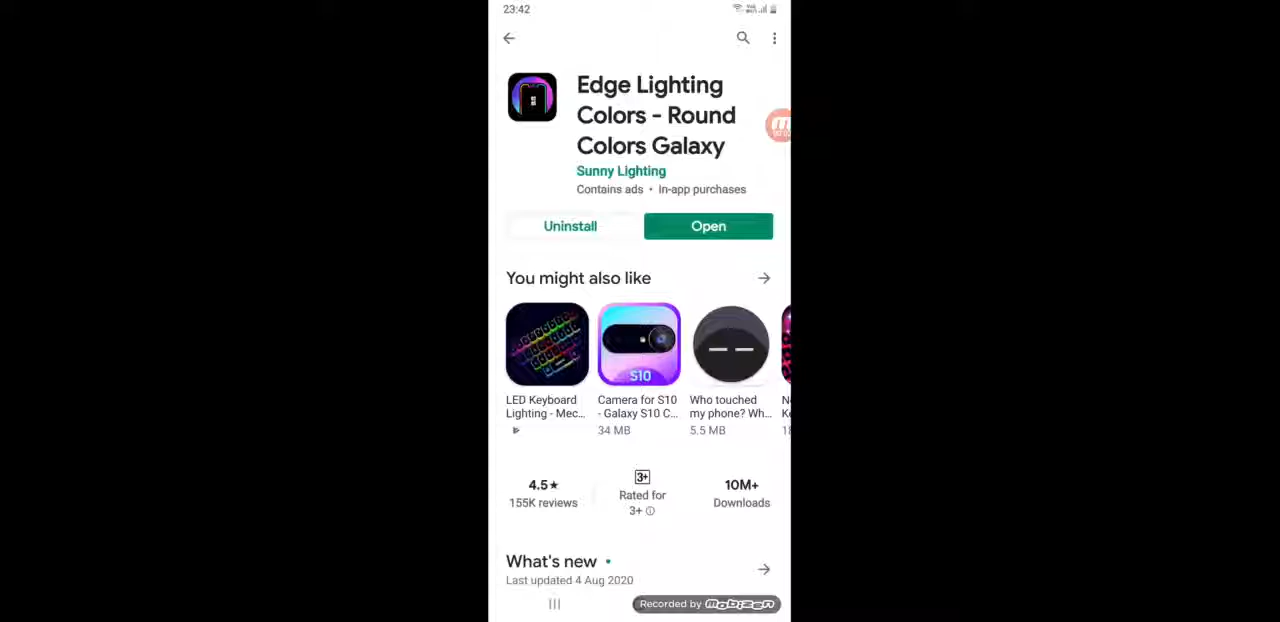 23:42
Edge Lighting
Colors - Round
Colors Galaxy
Sunny Lighting
Contains ads • In-app purchases
Uninstall
Open
You might also like
S10
LED Keyboard
Lighting - Mec...
Camera for S10
- Galaxy S10 C...
34 MB
Who touched
my phone? Wh...
5.5 MB
4.5★
155K reviews
3+
Rated for
3+
10M+
Downloads
What's new
Last updated 4 Aug 2020
Recorded by mobizen